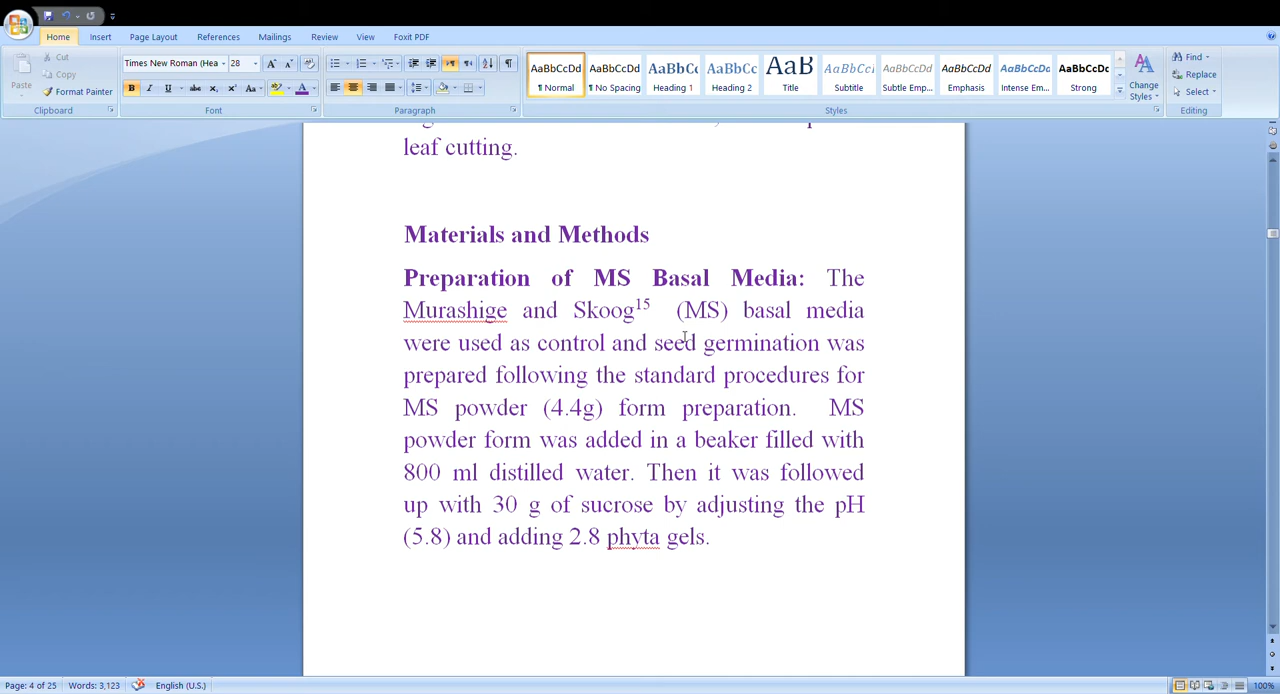 Home Insert Page Layout References Mailings Review View Foxit PDF
Paste
Cut
Copy
Format Painter
Clipboard
Times New Roman (Hea 28
Font
Paragraph
AaBbCcDd AaBbCcDd AaBbCc AaBbCc AaB AaBbCcI AaBbCcDd AaBbCcDd AaBbCcDd AaBbCcDc
¶ Normal ¶ No Spacing Heading 1 Heading 2 Title Subtitle Subtle Emp... Emphasis Intense Em... Strong
Change Styles
Styles
Find
Replace
Select
Editing
leaf cutting.
Materials and Methods
Preparation of MS Basal Media: The
Murashige and Skoog15 (MS) basal media
were used as control and seed germination was
prepared following the standard procedures for
MS powder (4.4g) form preparation. MS
powder form was added in a beaker filled with
800 ml distilled water. Then it was followed
up with 30 g of sucrose by adjusting the pH
(5.8) and adding 2.8 phyta gels.
Page: 4 of 25 Words: 3,123 English (U.S.) 100%